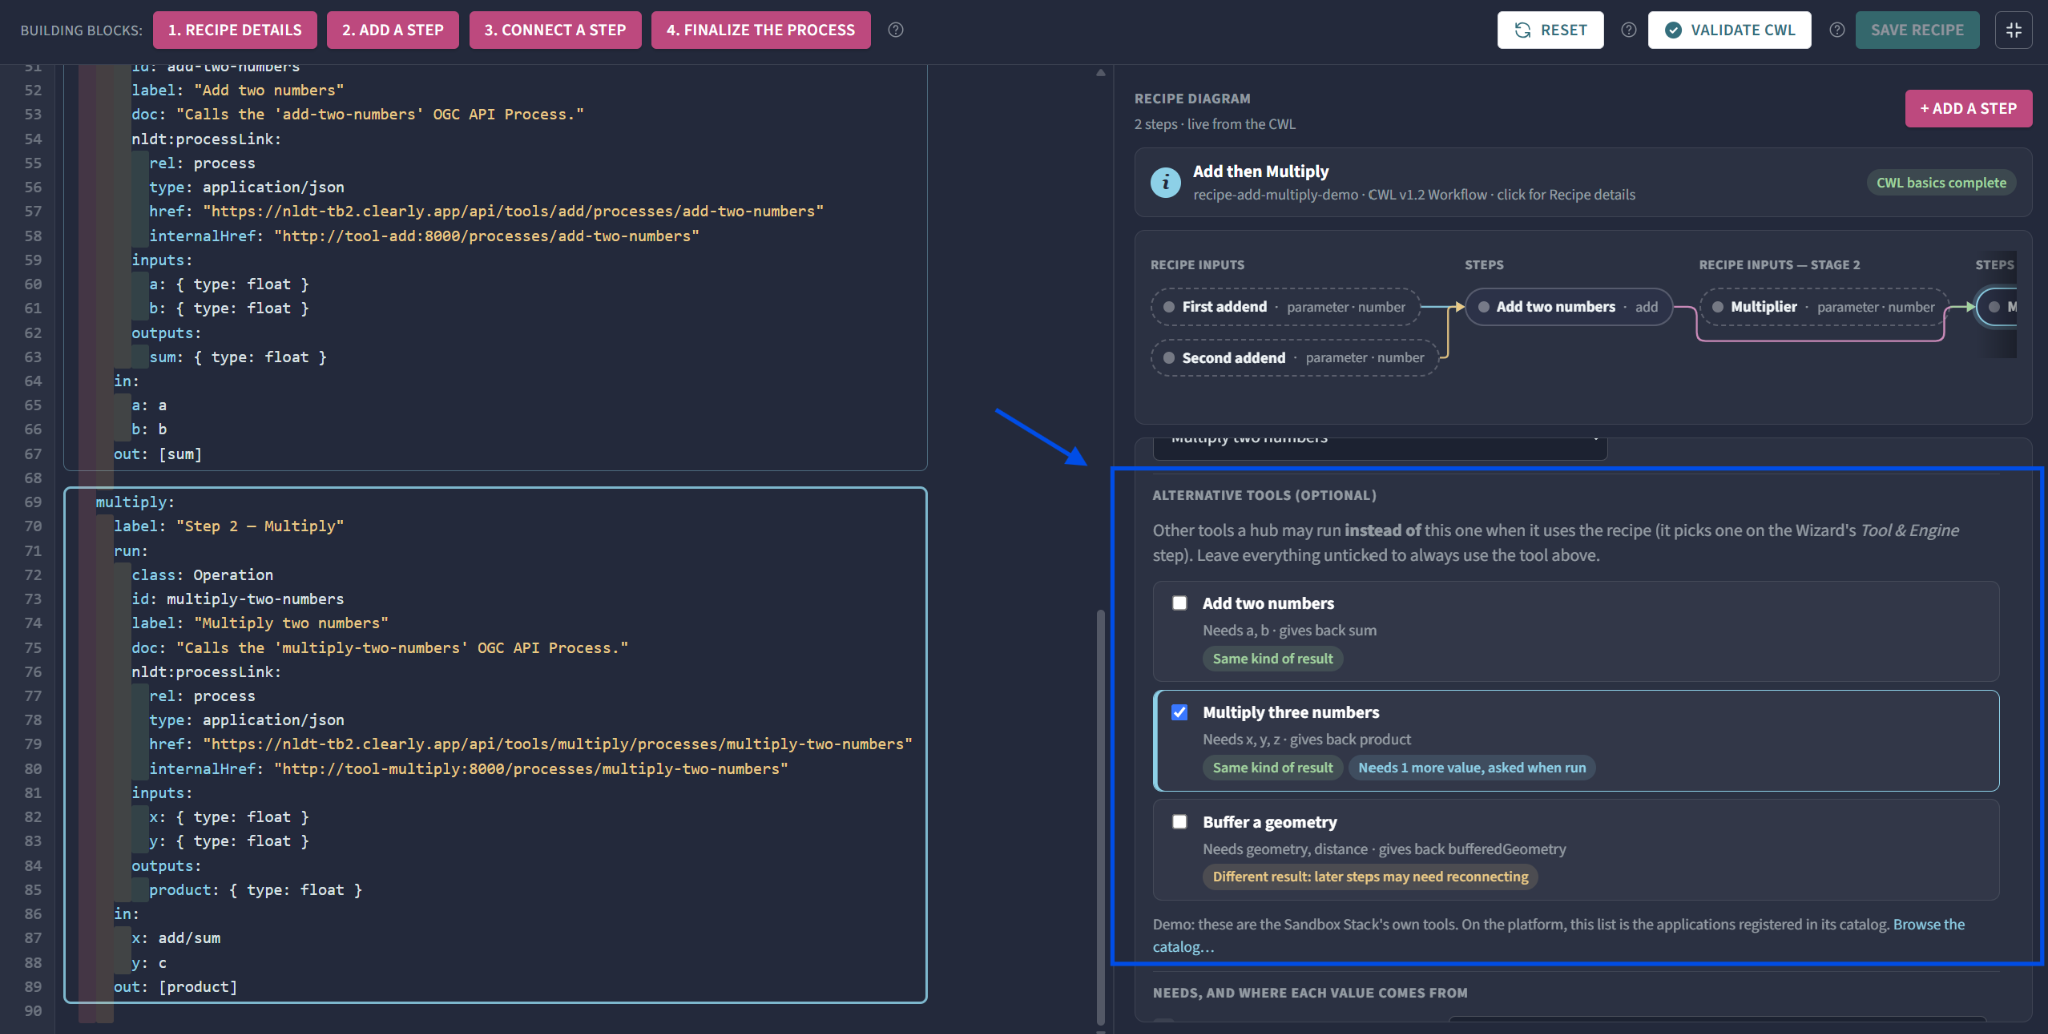 BUILDING BLOCKS: 1. RECIPE DETAILS 2. ADD A STEP 3. CONNECT A STEP 4. FINALIZE THE PROCESS ? RESET ? VALIDATE CWL ? SAVE RECIPE
51 id: add-two-numbers
52 label: "Add two numbers"
53 doc: "Calls the 'add-two-numbers' OGC API Process."
54 nldt:processLink:
55 rel: process
56 type: application/json
57 href: "https://nldt-tb2.clearly.app/api/tools/add/processes/add-two-numbers"
58 internalHref: "http://tool-add:8000/processes/add-two-numbers"
59 inputs:
60 a: { type: float }
61 b: { type: float }
62 outputs:
63 sum: { type: float }
64 in:
65 a: a
66 b: b
67 out: [sum]
68
69 multiply:
70 label: "Step 2 — Multiply"
71 run:
72 class: Operation
73 id: multiply-two-numbers
74 label: "Multiply two numbers"
75 doc: "Calls the 'multiply-two-numbers' OGC API Process."
76 nldt:processLink:
77 rel: process
78 type: application/json
79 href: "https://nldt-tb2.clearly.app/api/tools/multiply/processes/multiply-two-numbers"
80 internalHref: "http://tool-multiply:8000/processes/multiply-two-numbers"
81 inputs:
82 x: { type: float }
83 y: { type: float }
84 outputs:
85 product: { type: float }
86 in:
87 x: add/sum
88 y: c
89 out: [product]
90
RECIPE DIAGRAM
2 steps · live from the CWL
+ ADD A STEP
i
Add then Multiply
recipe-add-multiply-demo · CWL v1.2 Workflow · click for Recipe details
CWL basics complete
RECIPE INPUTS STEPS RECIPE INPUTS — STAGE 2 STEPS
First addend · parameter · number Add two numbers · add Multiplier · parameter · number M
Second addend · parameter · number
Multiply two numbers
ALTERNATIVE TOOLS (OPTIONAL)
Other tools a hub may run instead of this one when it uses the recipe (it picks one on the Wizard's Tool & Engine
step). Leave everything unticked to always use the tool above.
Add two numbers
Needs a, b · gives back sum
Same kind of result
Multiply three numbers
Needs x, y, z · gives back product
Same kind of result Needs 1 more value, asked when run
Buffer a geometry
Needs geometry, distance · gives back bufferedGeometry
Different result: later steps may need reconnecting
Demo: these are the Sandbox Stack's own tools. On the platform, this list is the applications registered in its catalog. Browse the
catalog…
NEEDS, AND WHERE EACH VALUE COMES FROM